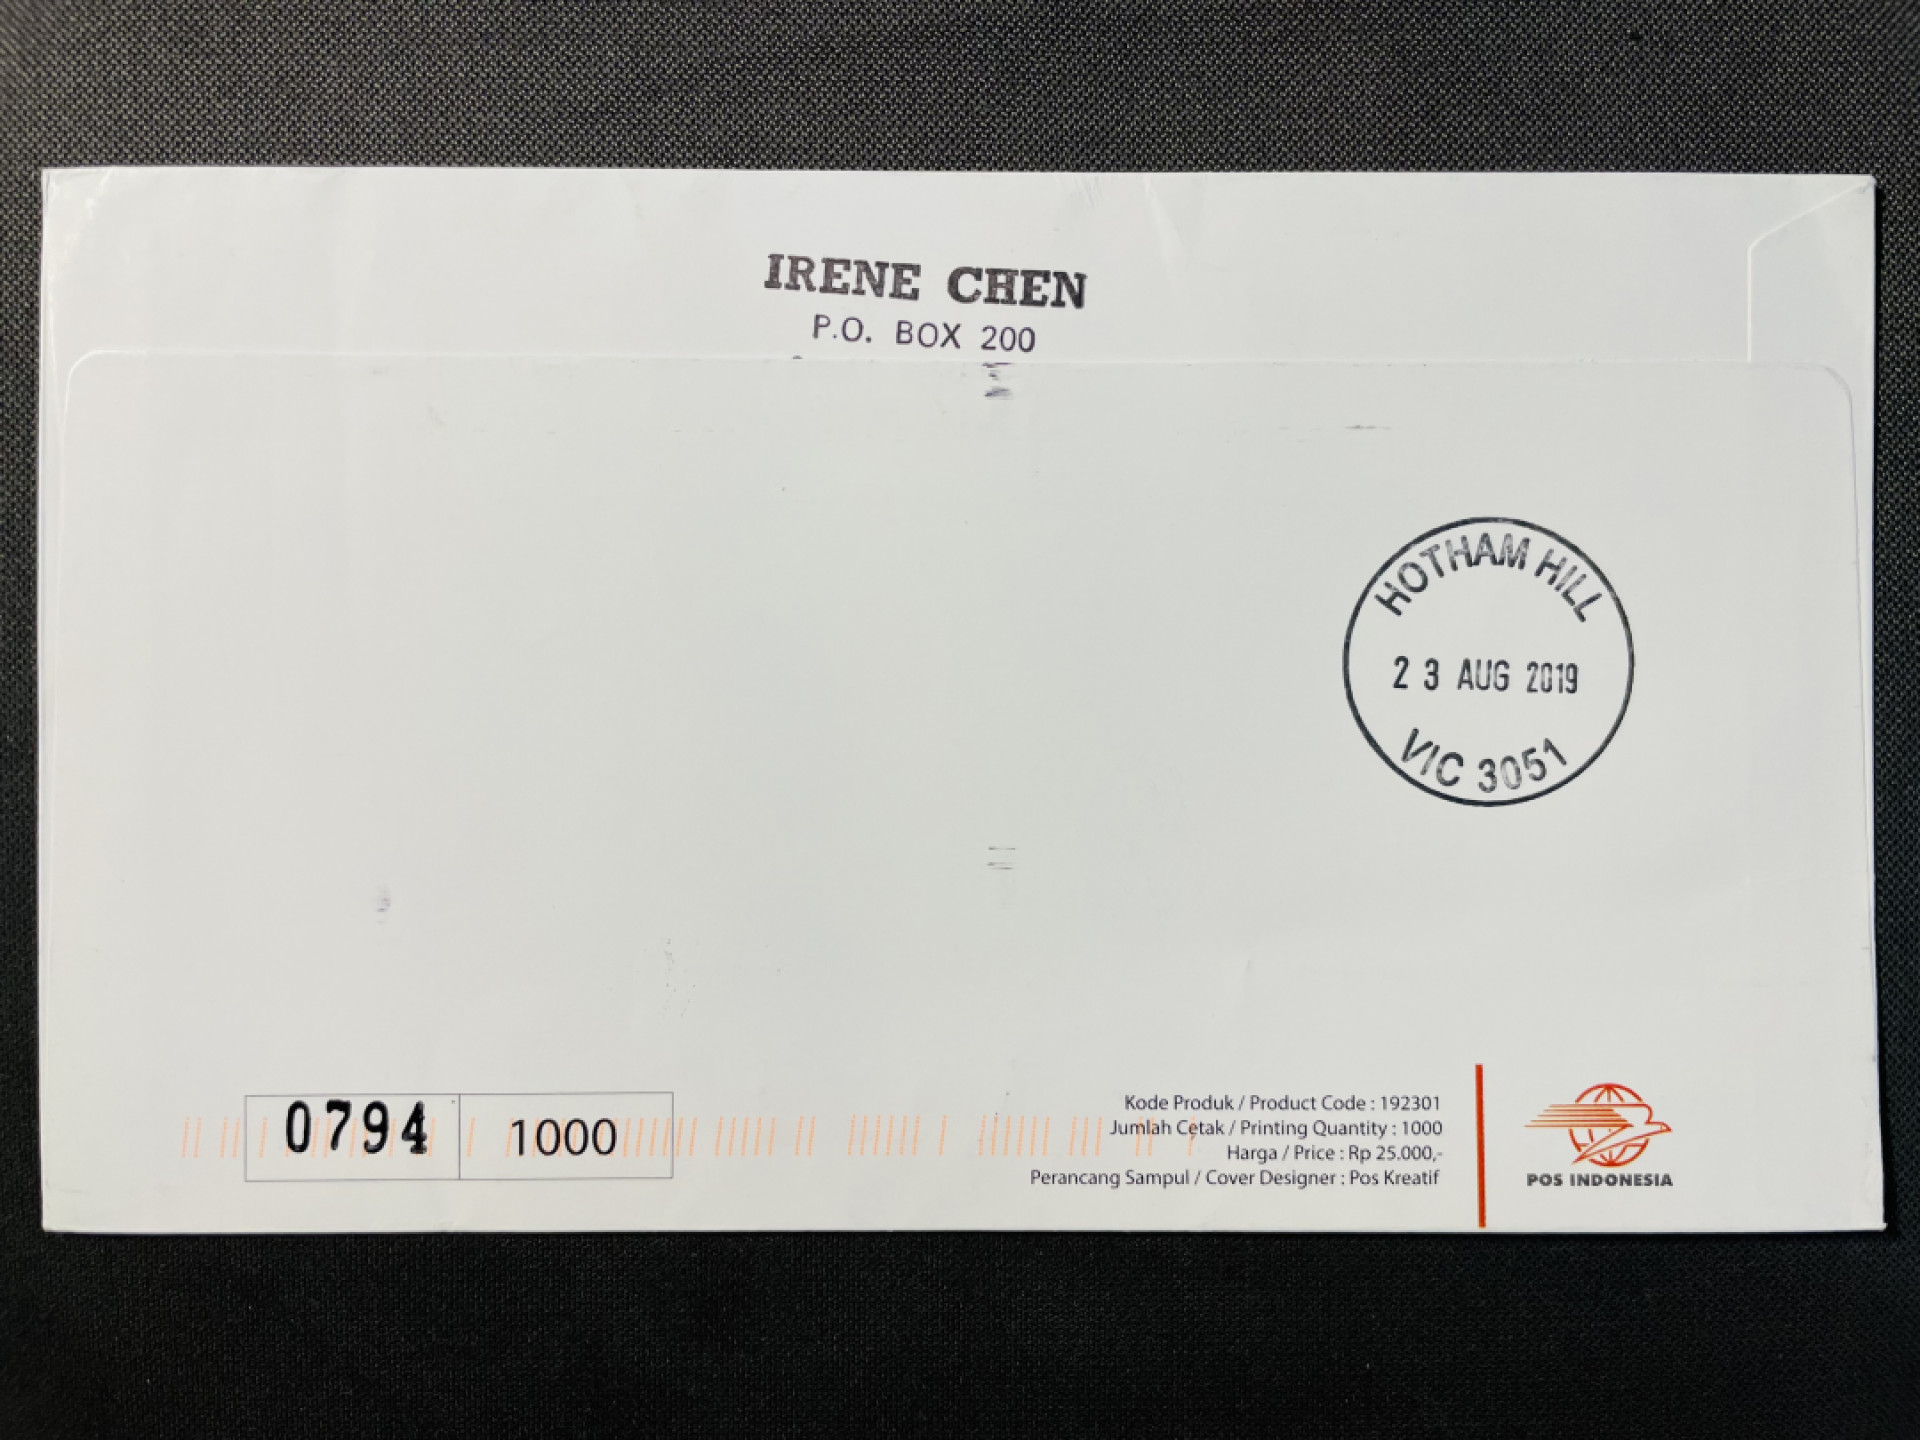 IRENE CHEN
P.O. BOX 200
HOTHAM HILL
23 AUG 2019
VIC 3051
0794 1000
Kode Produk / Product Code : 192301
Jumlah Cetak / Printing Quantity : 1000
Harga / Price : Rp 25.000,-
Perancang Sampul / Cover Designer : Pos Kreatif
POS INDONESIA